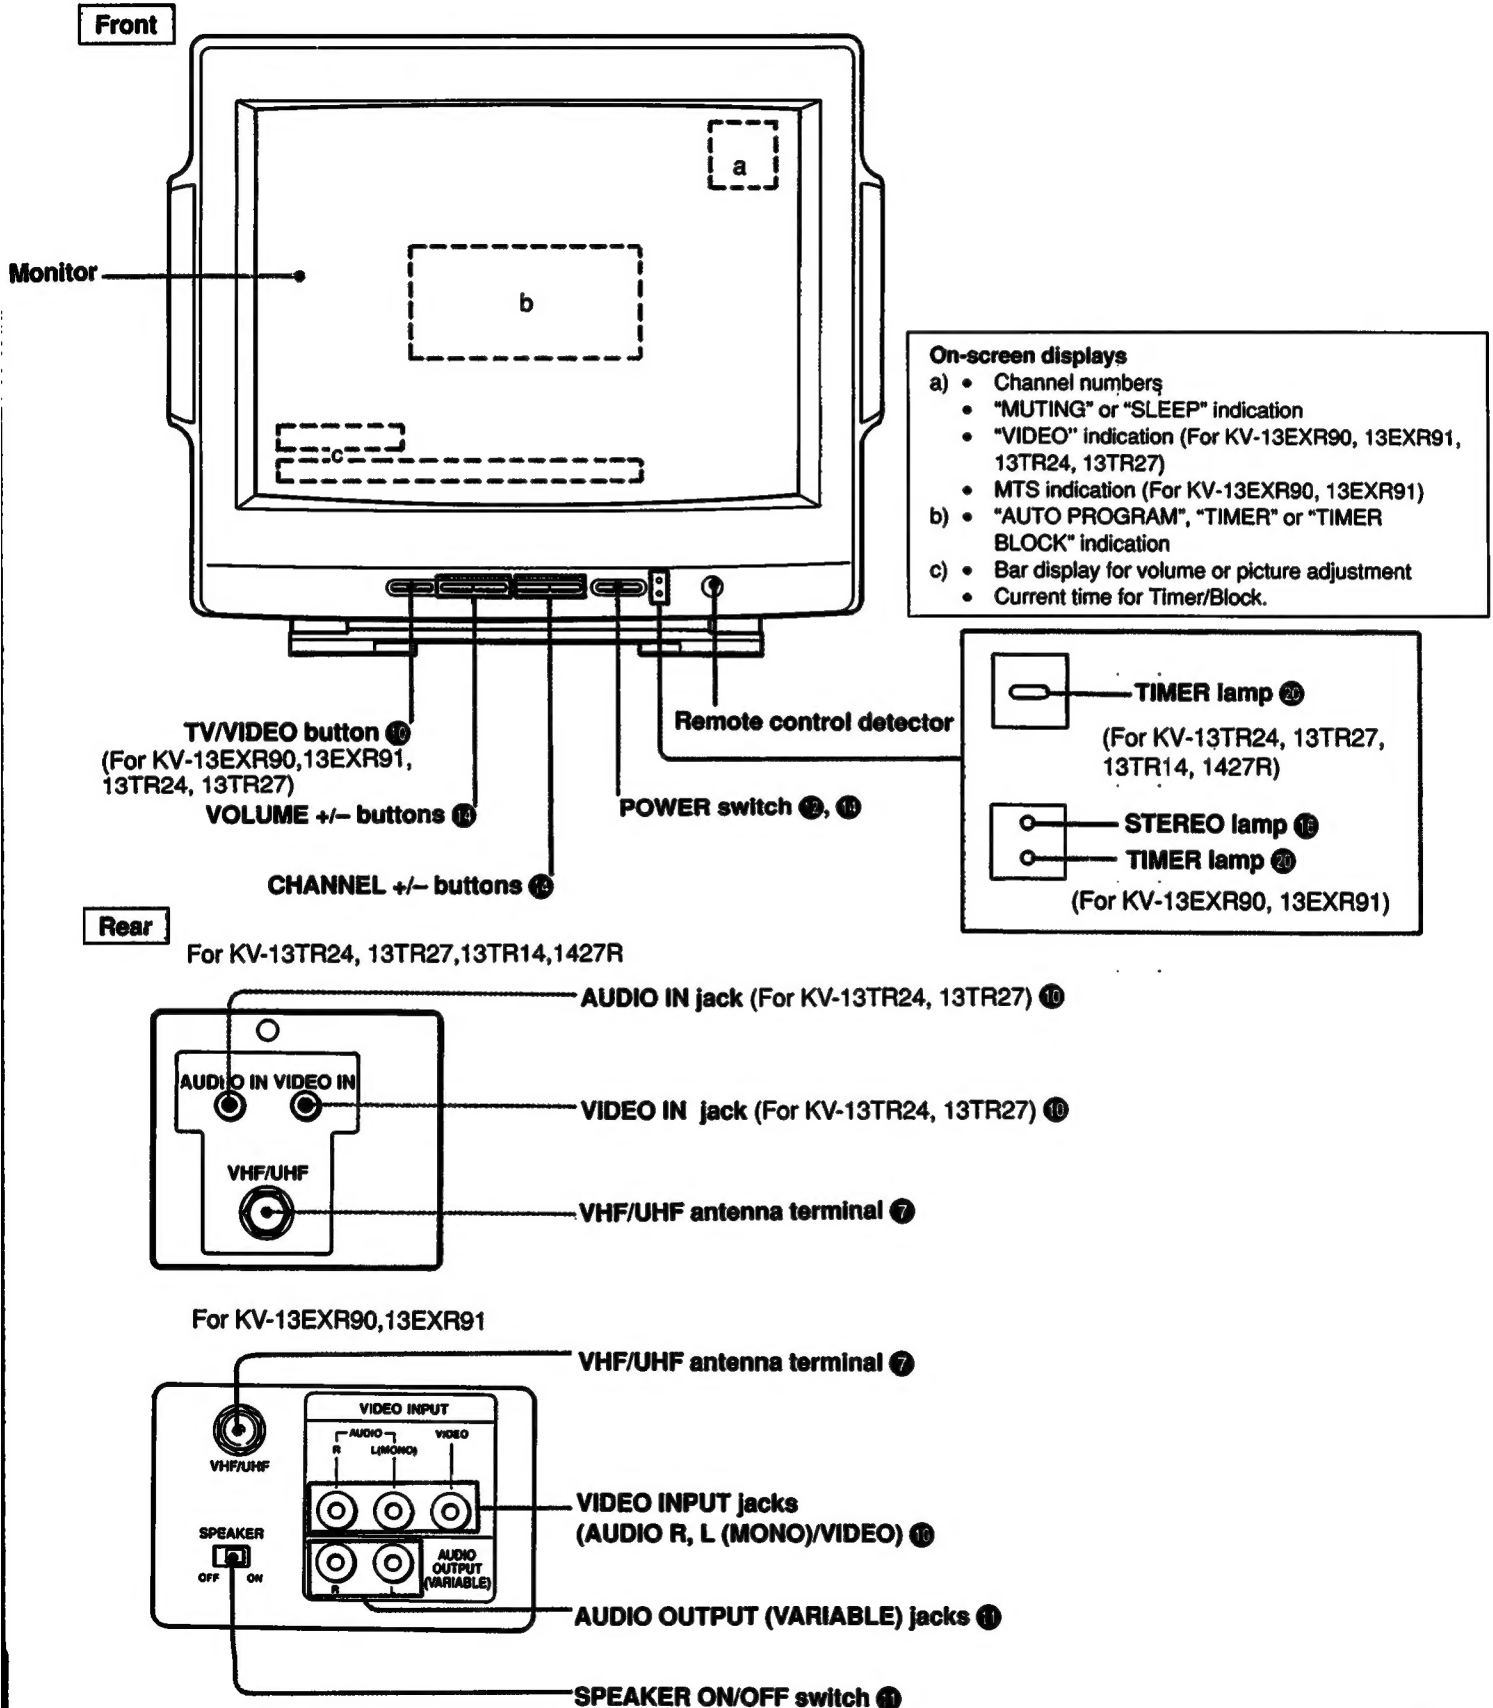 Front
a
Monitor
b
c
On-screen displays
a) • Channel numbers
• "MUTING" or "SLEEP" indication
• "VIDEO" indication (For KV-13EXR90, 13EXR91,
13TR24, 13TR27)
• MTS indication (For KV-13EXR90, 13EXR91)
b) • "AUTO PROGRAM", "TIMER" or "TIMER
BLOCK" indication
c) • Bar display for volume or picture adjustment
• Current time for Timer/Block.
TV/VIDEO button 10
(For KV-13EXR90,13EXR91,
13TR24, 13TR27)
VOLUME +/– buttons 14
CHANNEL +/– buttons 14
POWER switch 12, 14
Remote control detector
TIMER lamp 20
(For KV-13TR24, 13TR27,
13TR14, 1427R)
STEREO lamp
TIMER lamp 20
(For KV-13EXR90, 13EXR91)
Rear
For KV-13TR24, 13TR27,13TR14,1427R
AUDIO IN jack (For KV-13TR24, 13TR27) 10
AUDIO IN VIDEO IN
VIDEO IN jack (For KV-13TR24, 13TR27) 10
VHF/UHF
VHF/UHF antenna terminal 7
For KV-13EXR90,13EXR91
VHF/UHF antenna terminal 7
VIDEO INPUT
AUDIO
VIDEO
R
L(MONO)
VHF/UHF
VIDEO INPUT jacks
(AUDIO R, L (MONO)/VIDEO) 10
SPEAKER
OFF ON
AUDIO
OUTPUT
(VARIABLE)
R
L
AUDIO OUTPUT (VARIABLE) jacks 11
SPEAKER ON/OFF switch 11